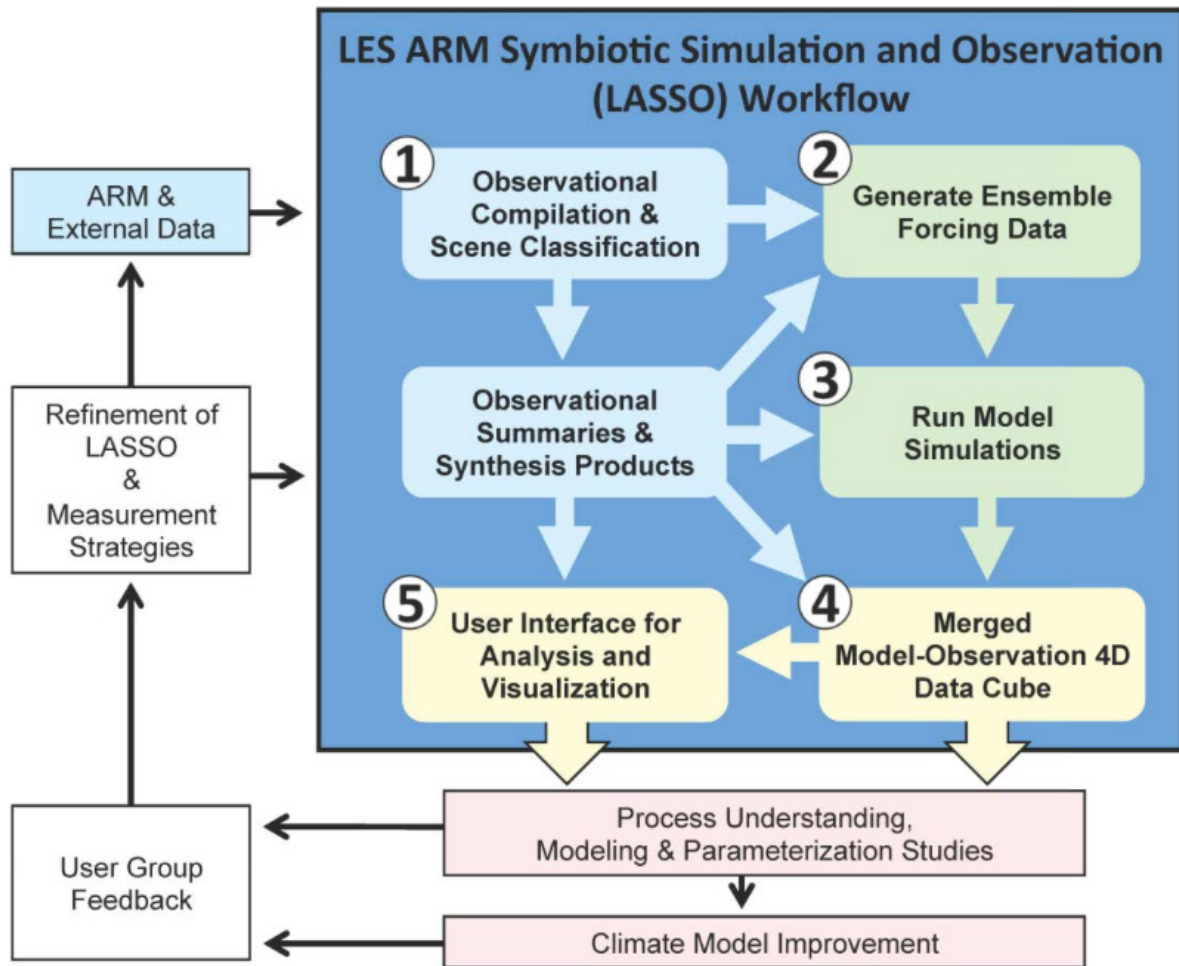 LES ARM Symbiotic Simulation and Observation
(LASSO) Workflow
ARM &
External Data
Refinement of
LASSO
&
Measurement
Strategies
User Group
Feedback
1
Observational
Compilation &
Scene Classification
2
Generate Ensemble
Forcing Data
Observational
Summaries &
Synthesis Products
3
Run Model
Simulations
5
User Interface for
Analysis and
Visualization
4
Merged
Model-Observation 4D
Data Cube
Process Understanding,
Modeling & Parameterization Studies
Climate Model Improvement